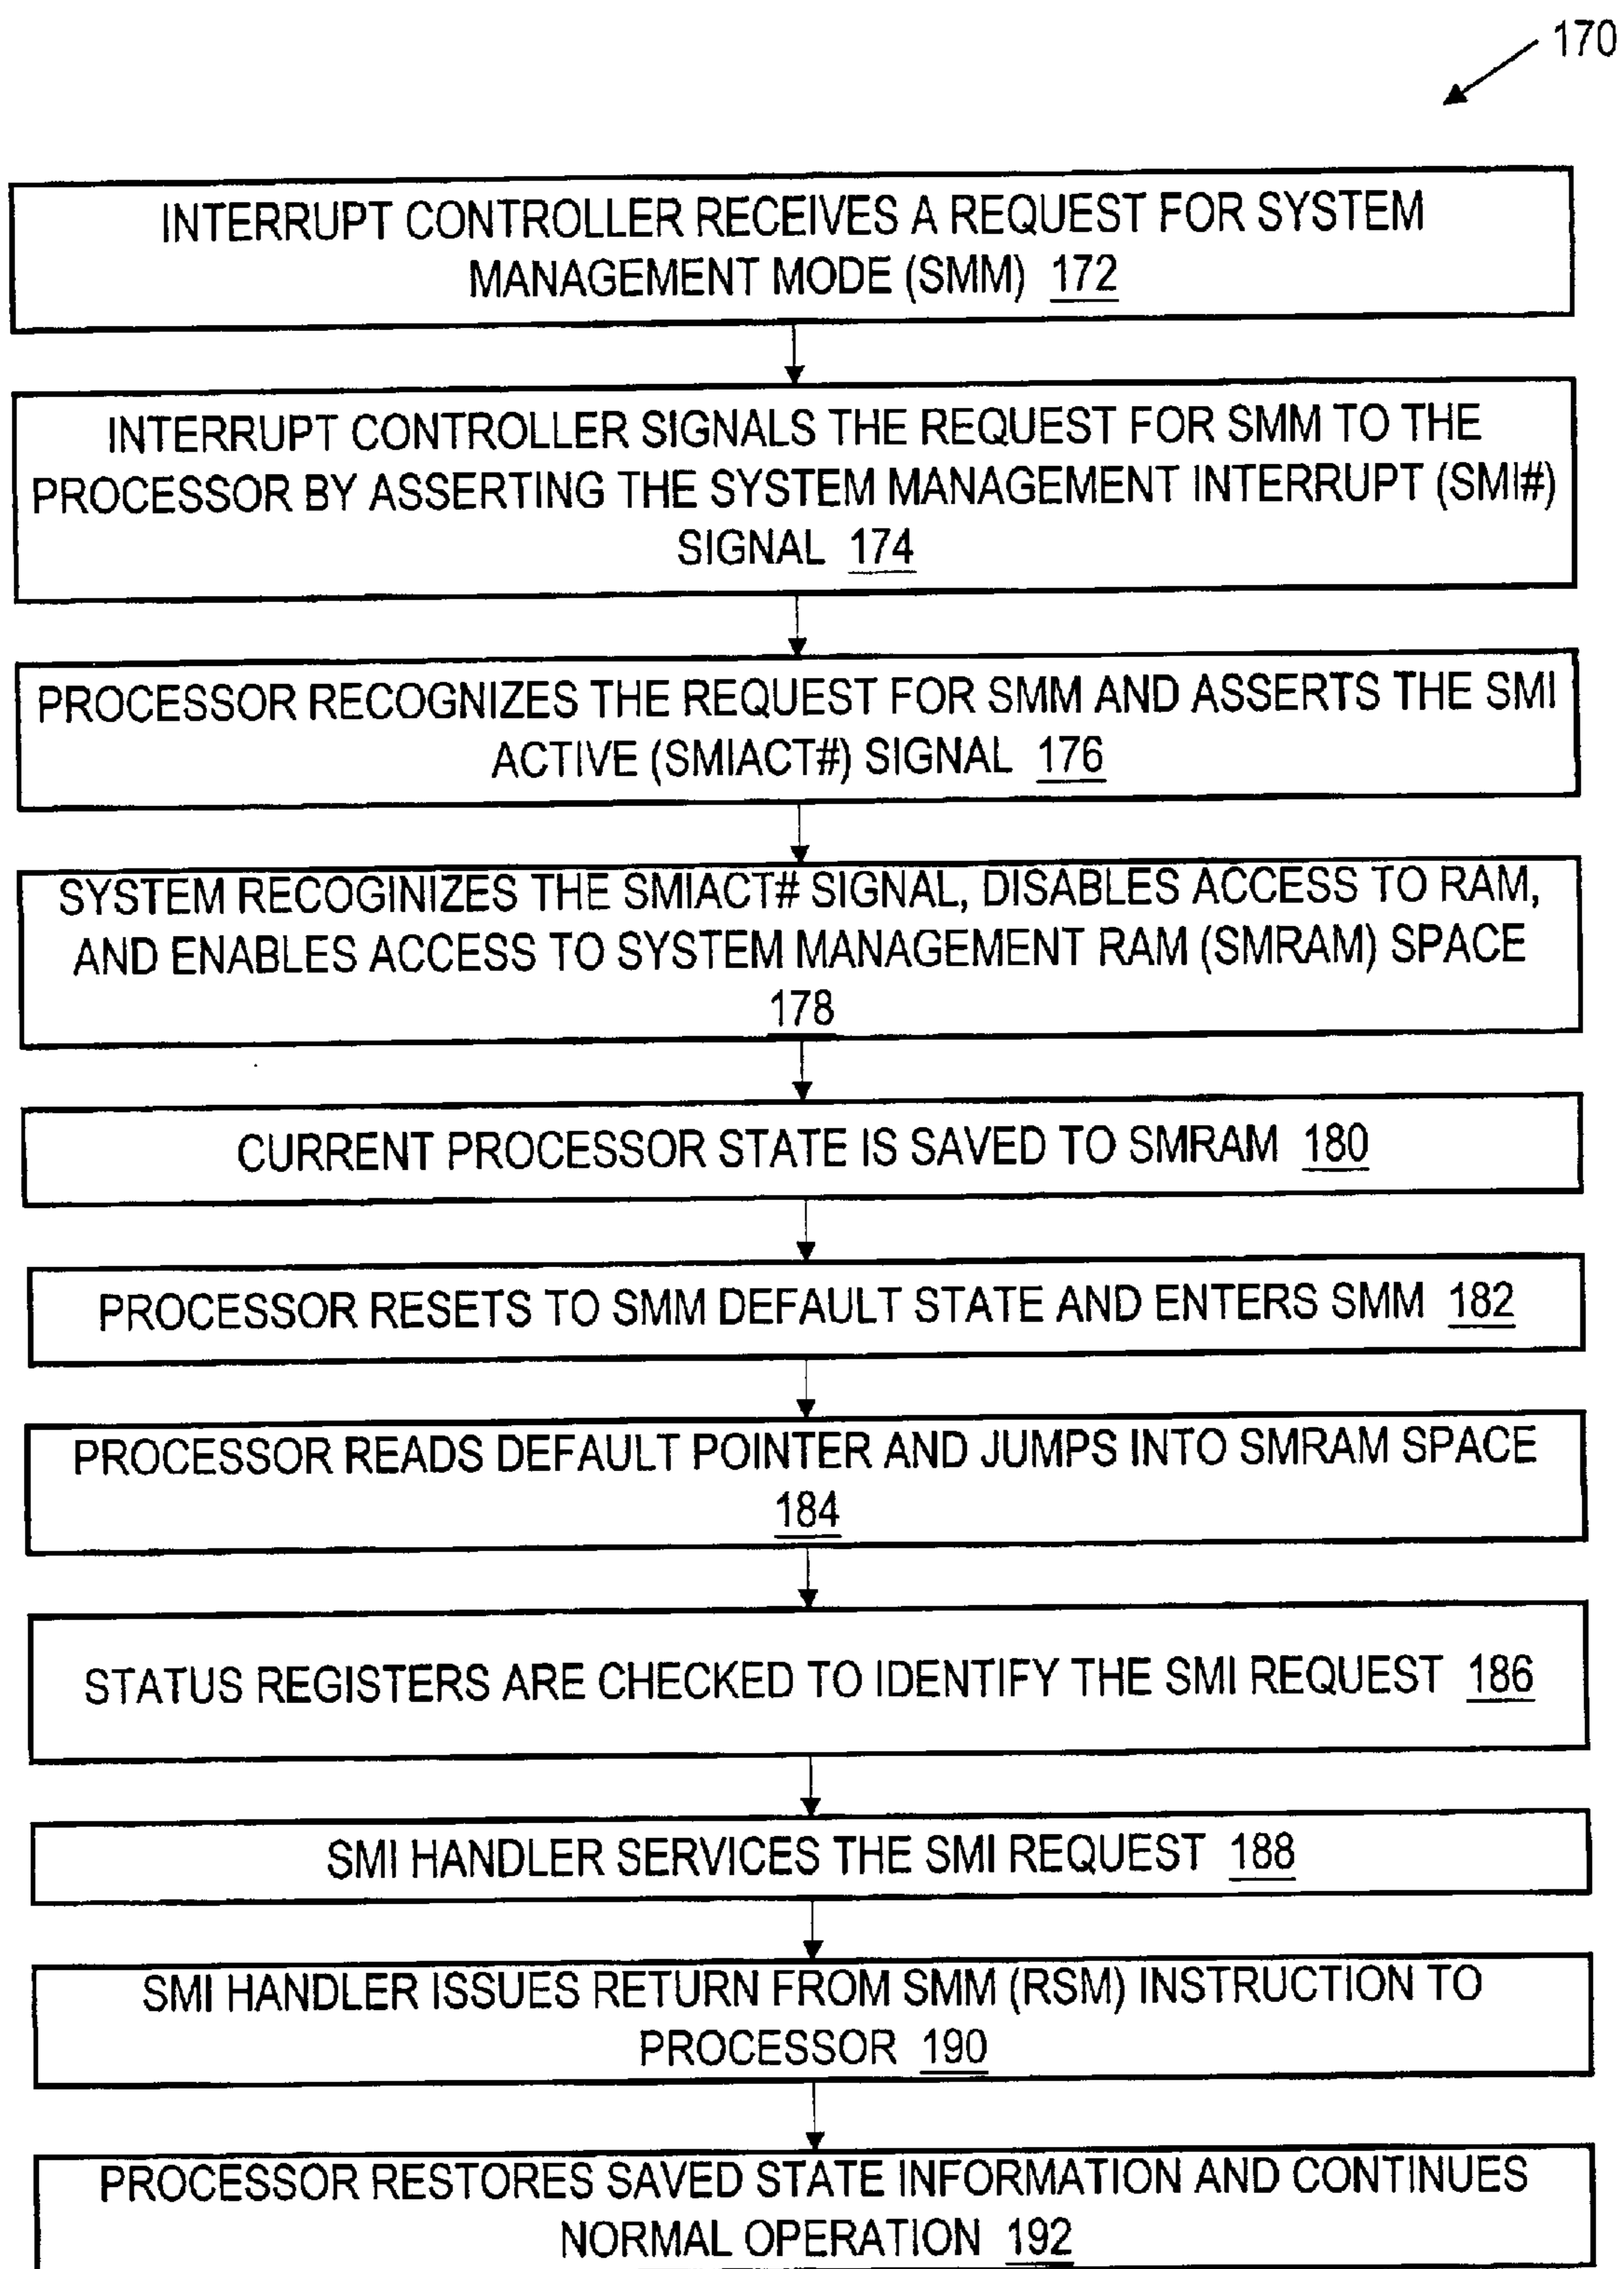 170
INTERRUPT CONTROLLER RECEIVES A REQUEST FOR SYSTEM
MANAGEMENT MODE (SMM) 172
INTERRUPT CONTROLLER SIGNALS THE REQUEST FOR SMM TO THE
PROCESSOR BY ASSERTING THE SYSTEM MANAGEMENT INTERRUPT (SMI#)
SIGNAL 174
PROCESSOR RECOGNIZES THE REQUEST FOR SMM AND ASSERTS THE SMI
ACTIVE (SMIACT#) SIGNAL 176
SYSTEM RECOGINIZES THE SMIACT# SIGNAL, DISABLES ACCESS TO RAM,
AND ENABLES ACCESS TO SYSTEM MANAGEMENT RAM (SMRAM) SPACE
178
CURRENT PROCESSOR STATE IS SAVED TO SMRAM 180
PROCESSOR RESETS TO SMM DEFAULT STATE AND ENTERS SMM 182
PROCESSOR READS DEFAULT POINTER AND JUMPS INTO SMRAM SPACE
184
STATUS REGISTERS ARE CHECKED TO IDENTIFY THE SMI REQUEST 186
SMI HANDLER SERVICES THE SMI REQUEST 188
SMI HANDLER ISSUES RETURN FROM SMM (RSM) INSTRUCTION TO
PROCESSOR 190
PROCESSOR RESTORES SAVED STATE INFORMATION AND CONTINUES
NORMAL OPERATION 192